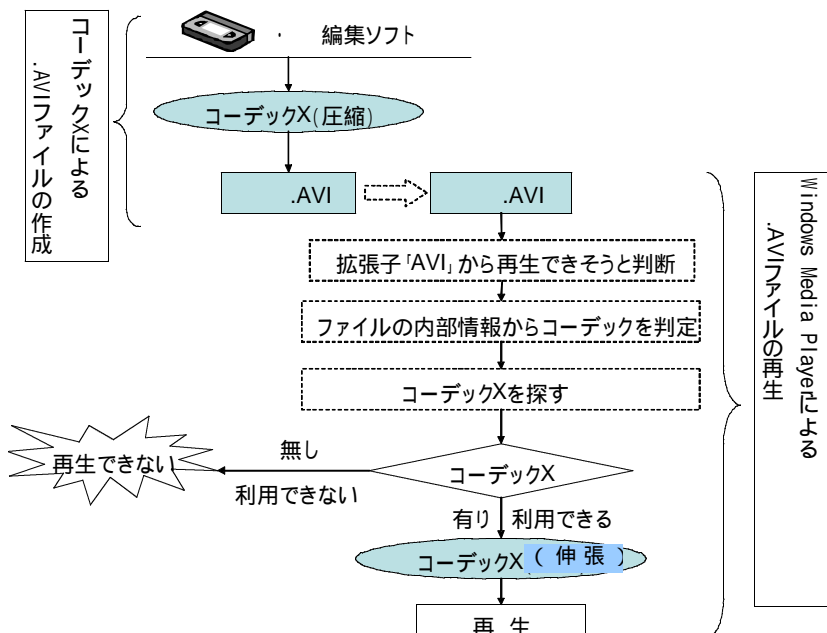 コーデックXによる
.AVIファイルの作成
・ 編集ソフト
コーデックX(圧縮)
.AVI
.AVI
拡張子「AVI」から再生できそうと判断
ファイルの内部情報からコーデックを判定
コーデックXを探す
コーデックX
無し
利用できない
再生できない
有り 利用できる
コーデックX (伸張)
再 生
Windows Media Playerによる
.AVIファイルの再生